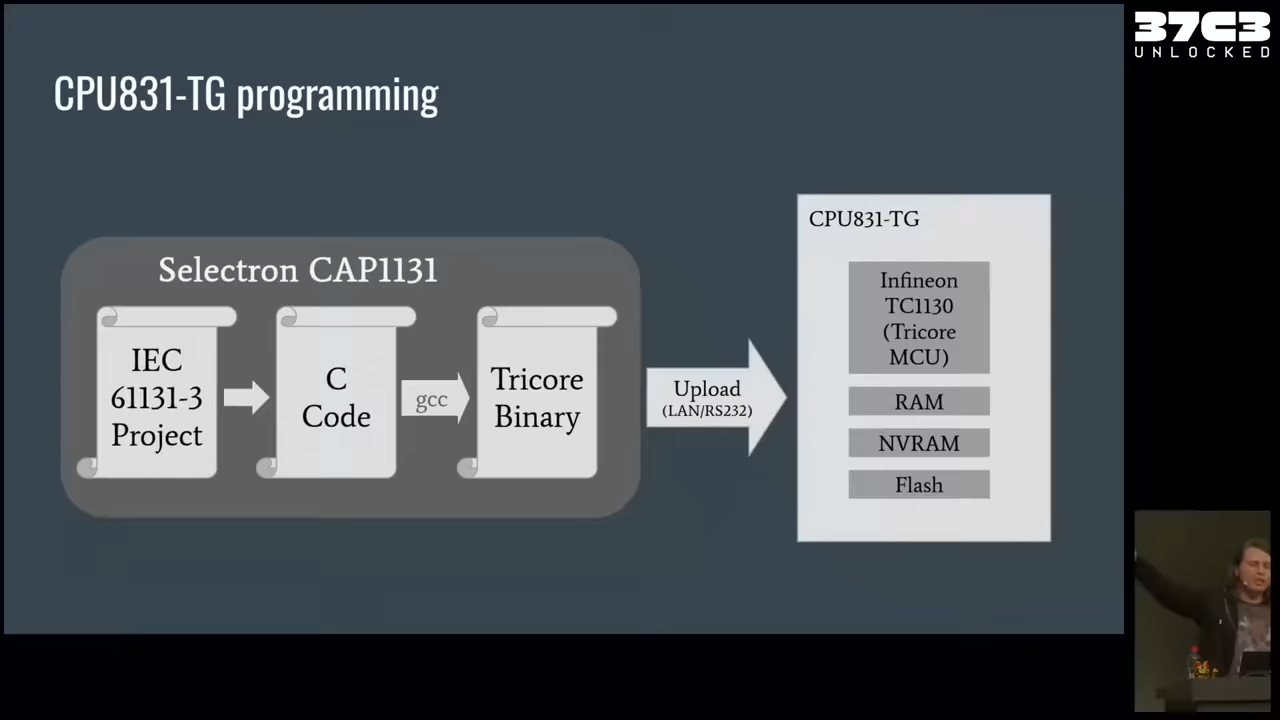 37C3
UNLOCKED
CPU831-TG programming
Selectron CAP1131
IEC
61131-3
Project
C
Code
gcc
Tricore
Binary
Upload
(LAN/RS232)
CPU831-TG
Infineon
TC1130
(Tricore
MCU)
RAM
NVRAM
Flash